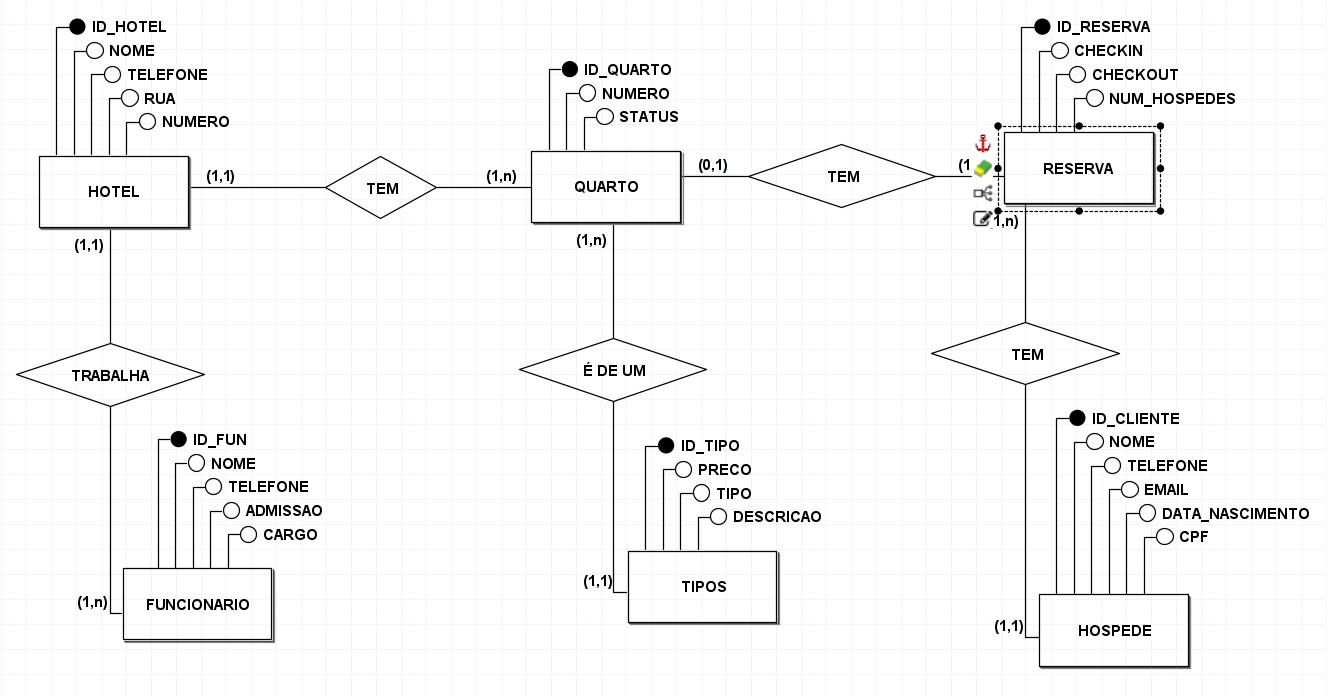 ID_HOTEL
NOME
TELEFONE
RUA
NUMERO
HOTEL
(1,1)
TEM
(1,n)
ID_QUARTO
NUMERO
STATUS
QUARTO
(0,1)
TEM
(1
ID_RESERVA
CHECKIN
CHECKOUT
NUM_HOSPEDES
RESERVA
1,n)
(1,1)
TRABALHA
(1,n)
ID_FUN
NOME
TELEFONE
ADMISSAO
CARGO
FUNCIONARIO
(1,n)
É DE UM
(1,1)
ID_TIPO
PRECO
TIPO
DESCRICAO
TIPOS
TEM
(1,1)
ID_CLIENTE
NOME
TELEFONE
EMAIL
DATA_NASCIMENTO
CPF
HOSPEDE